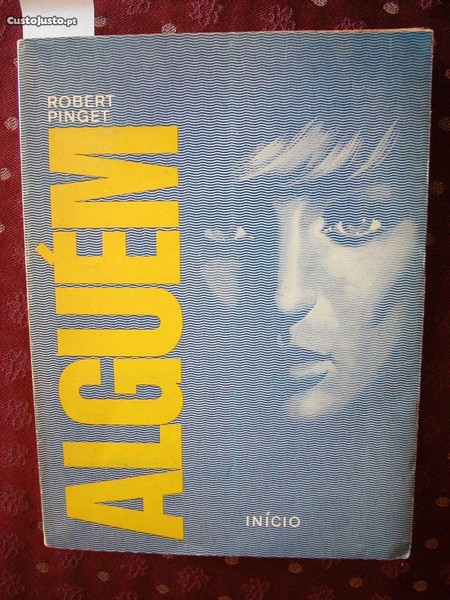 Custojusto.pt
ROBERT
PINGET
ALGUÉM
INÍCIO